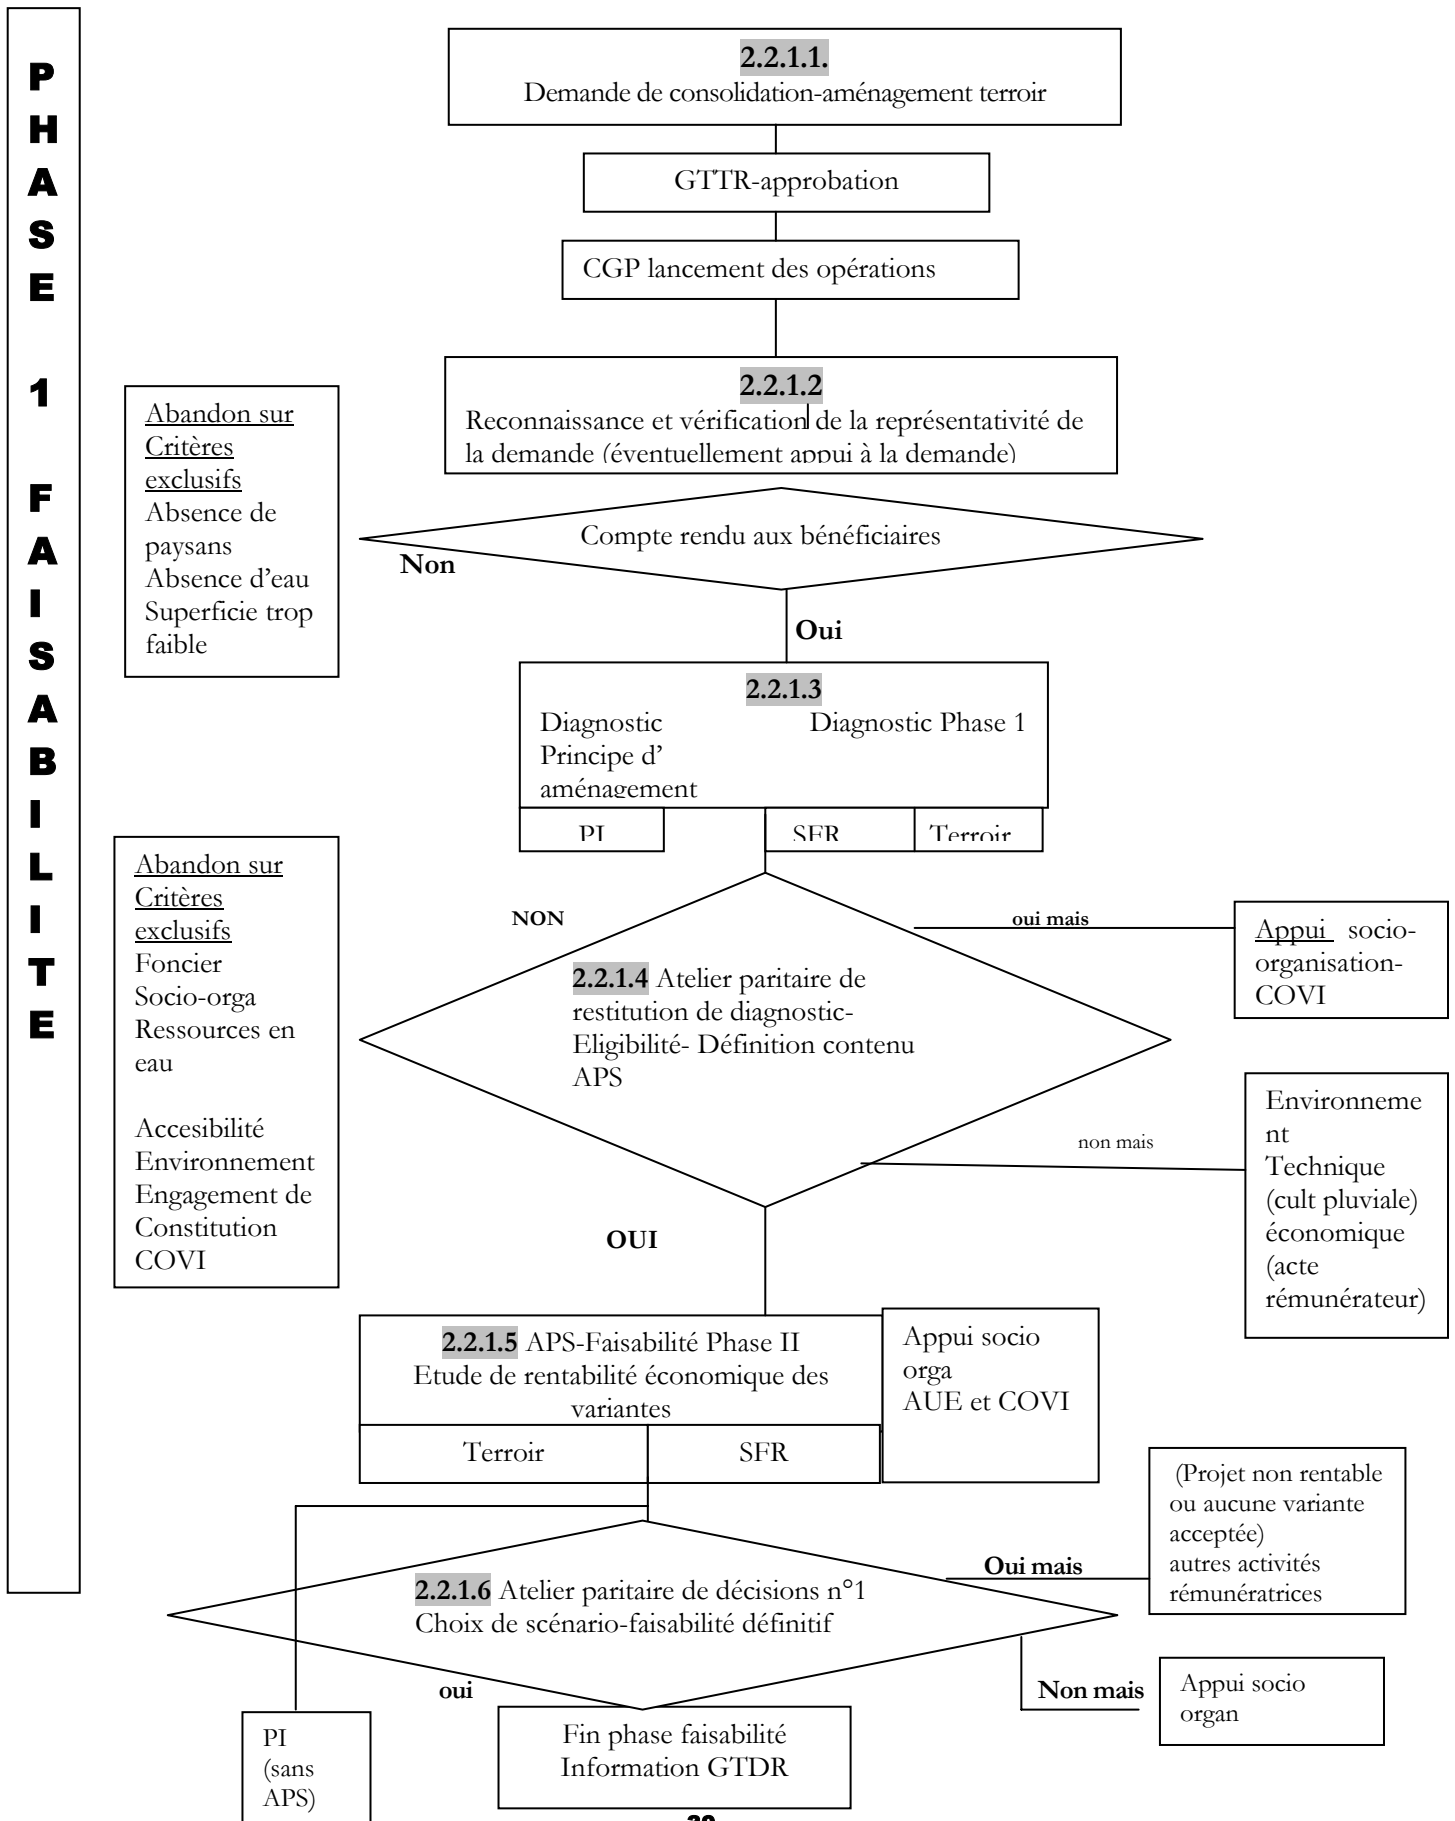 PHASE 1 FAISABILITE
2.2.1.1.
Demande de consolidation-aménagement terroir
GTTR-approbation
CGP lancement des opérations
2.2.1.2
Reconnaissance et vérification de la représentativité de
la demande (éventuellement appui à la demande)
Abandon sur
Critères
exclusifs
Absence de
paysans
Absence d'eau
Superficie trop
faible
Compte rendu aux bénéficiaires
Non
Oui
2.2.1.3
Diagnostic Diagnostic Phase 1
Principe d'
aménagement
PI SFR Terroir
Abandon sur
Critères
exclusifs
Foncier
Socio-orga
Ressources en
eau
Accesibilité
Environnement
Engagement de
Constitution
COVI
NON
oui mais
Appui socio-
organisation-
COVI
2.2.1.4 Atelier paritaire de
restitution de diagnostic-
Eligibilité- Définition contenu
APS
non mais
Environneme
nt
Technique
(cult pluviale)
économique
(acte
rémunérateur)
OUI
2.2.1.5 APS-Faisabilité Phase II
Etude de rentabilité économique des
variantes
Terroir SFR
Appui socio
orga
AUE et COVI
(Projet non rentable
ou aucune variante
acceptée)
autres activités
rémunératrices
Oui mais
2.2.1.6 Atelier paritaire de décisions n°1
Choix de scénario-faisabilité définitif
oui
Non mais
Appui socio
organ
PI
(sans
APS)
Fin phase faisabilité
Information GTDR